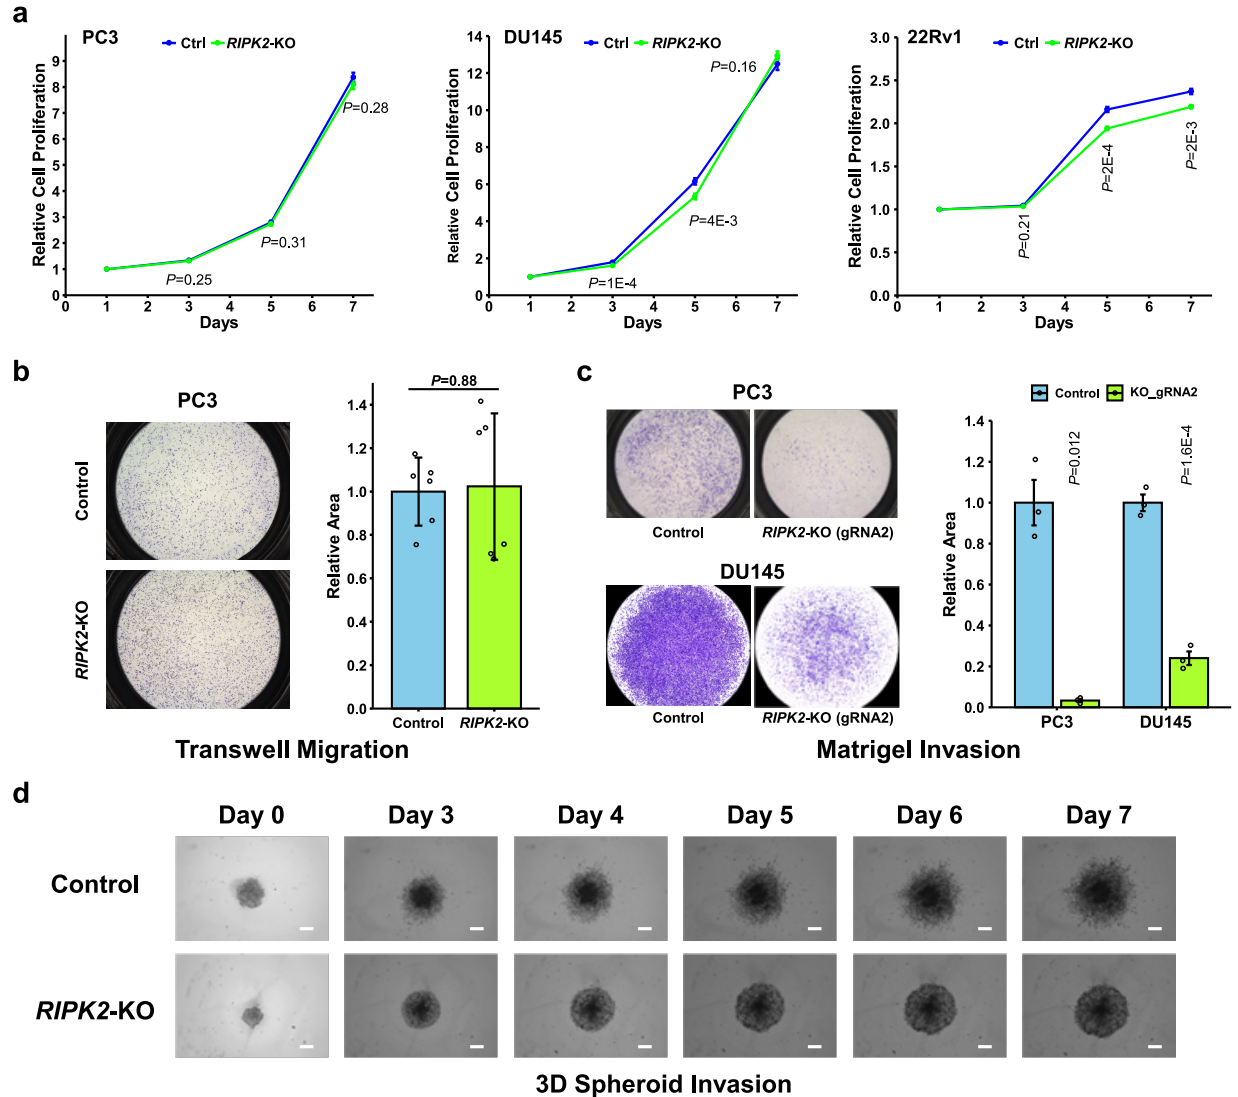 a
PC3
Ctrl RIPK2-KO
Relative Cell Proliferation
9
8
7
6
5
4
3
2
1
0
0 1 2 3 4 5 6 7
Days
P=0.25
P=0.31
P=0.28
DU145
Ctrl RIPK2-KO
Relative Cell Proliferation
14
12
10
8
6
4
2
0
0 1 2 3 4 5 6 7
Days
P=1E-4
P=4E-3
P=0.16
22Rv1
Ctrl RIPK2-KO
Relative Cell Proliferation
3.0
2.5
2.0
1.5
1.0
0.5
0.0
0 1 2 3 4 5 6 7
Days
P=0.21
P=2E-4
P=2E-3
b
PC3
Control
RIPK2-KO
P=0.88
Relative Area
1.4
1.2
1.0
0.8
0.6
0.4
0.2
0.0
Control RIPK2-KO
Transwell Migration
c
PC3
Control RIPK2-KO (gRNA2)
DU145
Control RIPK2-KO (gRNA2)
Control KO_gRNA2
P=0.012
P=1.6E-4
Relative Area
1.4
1.2
1.0
0.8
0.6
0.4
0.2
0.0
PC3 DU145
Matrigel Invasion
d
Day 0 Day 3 Day 4 Day 5 Day 6 Day 7
Control
RIPK2-KO
3D Spheroid Invasion